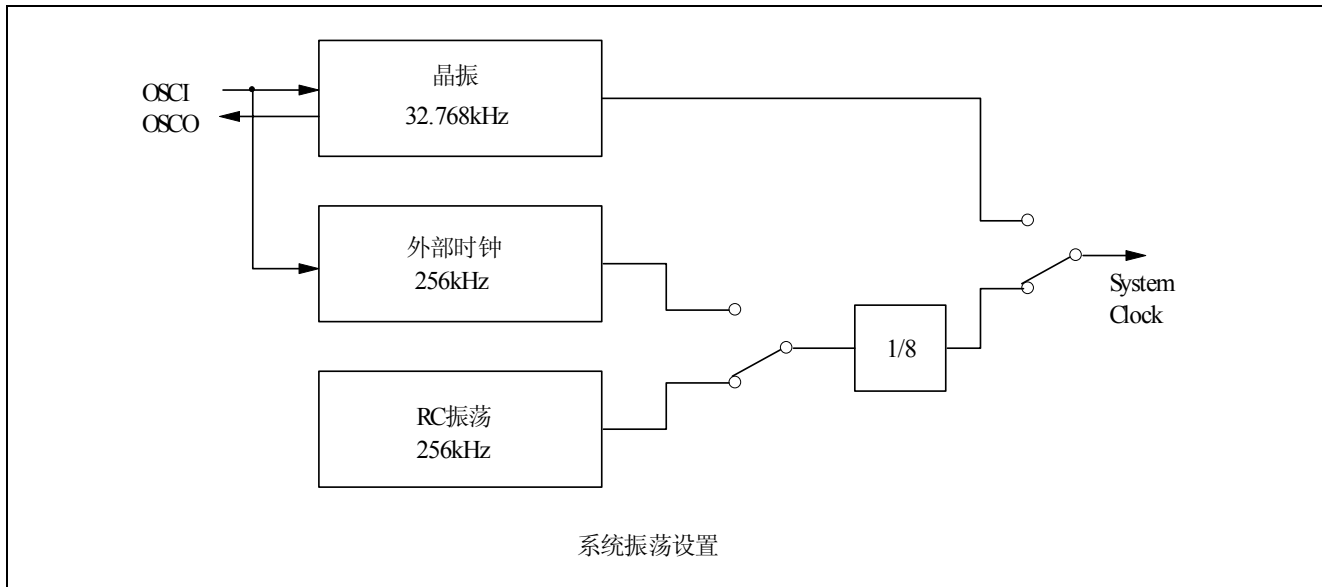 OSCI
OSCO
晶振
32.768kHz
外部时钟
256kHz
RC振荡
256kHz
1/8
System
Clock
系统振荡设置